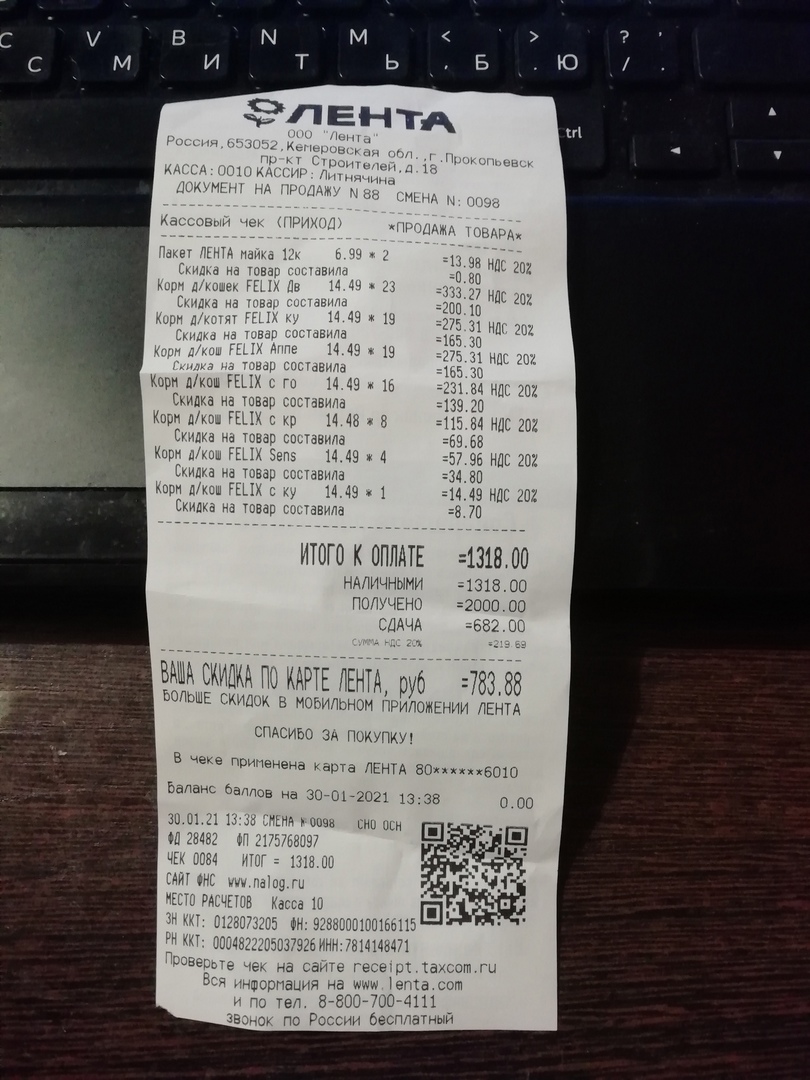 C V B N M < > ? ,
С М И Т Ь , Б . Ю / .
Ctrl
ЛЕНТА
ООО "Лента"
Россия,653052,Кемеровская обл.,г.Прокопьевск
пр-кт Строителей,д.18
КАССА:0010 КАССИР: Литнячина
ДОКУМЕНТ НА ПРОДАЖУ N 88 СМЕНА N: 0098
Кассовый чек (ПРИХОД) *ПРОДАЖА ТОВАРА*
Пакет ЛЕНТА майка 12к 6.99 * 2 =13.98 НДС 20%
Скидка на товар составила =0.80
Корм д/кошек FELIX Дв 14.49 * 23 =333.27 НДС 20%
Скидка на товар составила =200.10
Корм д/котят FELIX ку 14.49 * 19 =275.31 НДС 20%
Скидка на товар составила =165.30
Корм д/кош FELIX Аппе 14.49 * 19 =275.31 НДС 20%
Скидка на товар составила =165.30
Корм д/кош FELIX с го 14.49 * 16 =231.84 НДС 20%
Скидка на товар составила =139.20
Корм д/кош FELIX с кр 14.48 * 8 =115.84 НДС 20%
Скидка на товар составила =69.68
Корм д/кош FELIX Sens 14.49 * 4 =57.96 НДС 20%
Скидка на товар составила =34.80
Корм д/кош FELIX с ку 14.49 * 1 =14.49 НДС 20%
Скидка на товар составила =8.70
ИТОГО К ОПЛАТЕ =1318.00
НАЛИЧНЫМИ =1318.00
ПОЛУЧЕНО =2000.00
СДАЧА =682.00
СУММА НДС 20% =219.69
ВАША СКИДКА ПО КАРТЕ ЛЕНТА, руб =783.88
БОЛЬШЕ СКИДОК В МОБИЛЬНОМ ПРИЛОЖЕНИИ ЛЕНТА
СПАСИБО ЗА ПОКУПКУ!
В чеке применена карта ЛЕНТА 80******6010
Баланс баллов на 30-01-2021 13:38 0.00
30.01.21 13:38 СМЕНА № 0098 СНО ОСН
ФД 28482 ФП 2175768097
ЧЕК 0084 ИТОГ = 1318.00
САЙТ ФНС www.nalog.ru
МЕСТО РАСЧЕТОВ Касса 10
ЗН ККТ: 0128073205 ФН: 9288000100166115
РН ККТ: 0004822205037926 ИНН:7814148471
Проверьте чек на сайте receipt.taxcom.ru
Вся информация на www.lenta.com
и по тел. 8-800-700-4111
звонок по России бесплатный